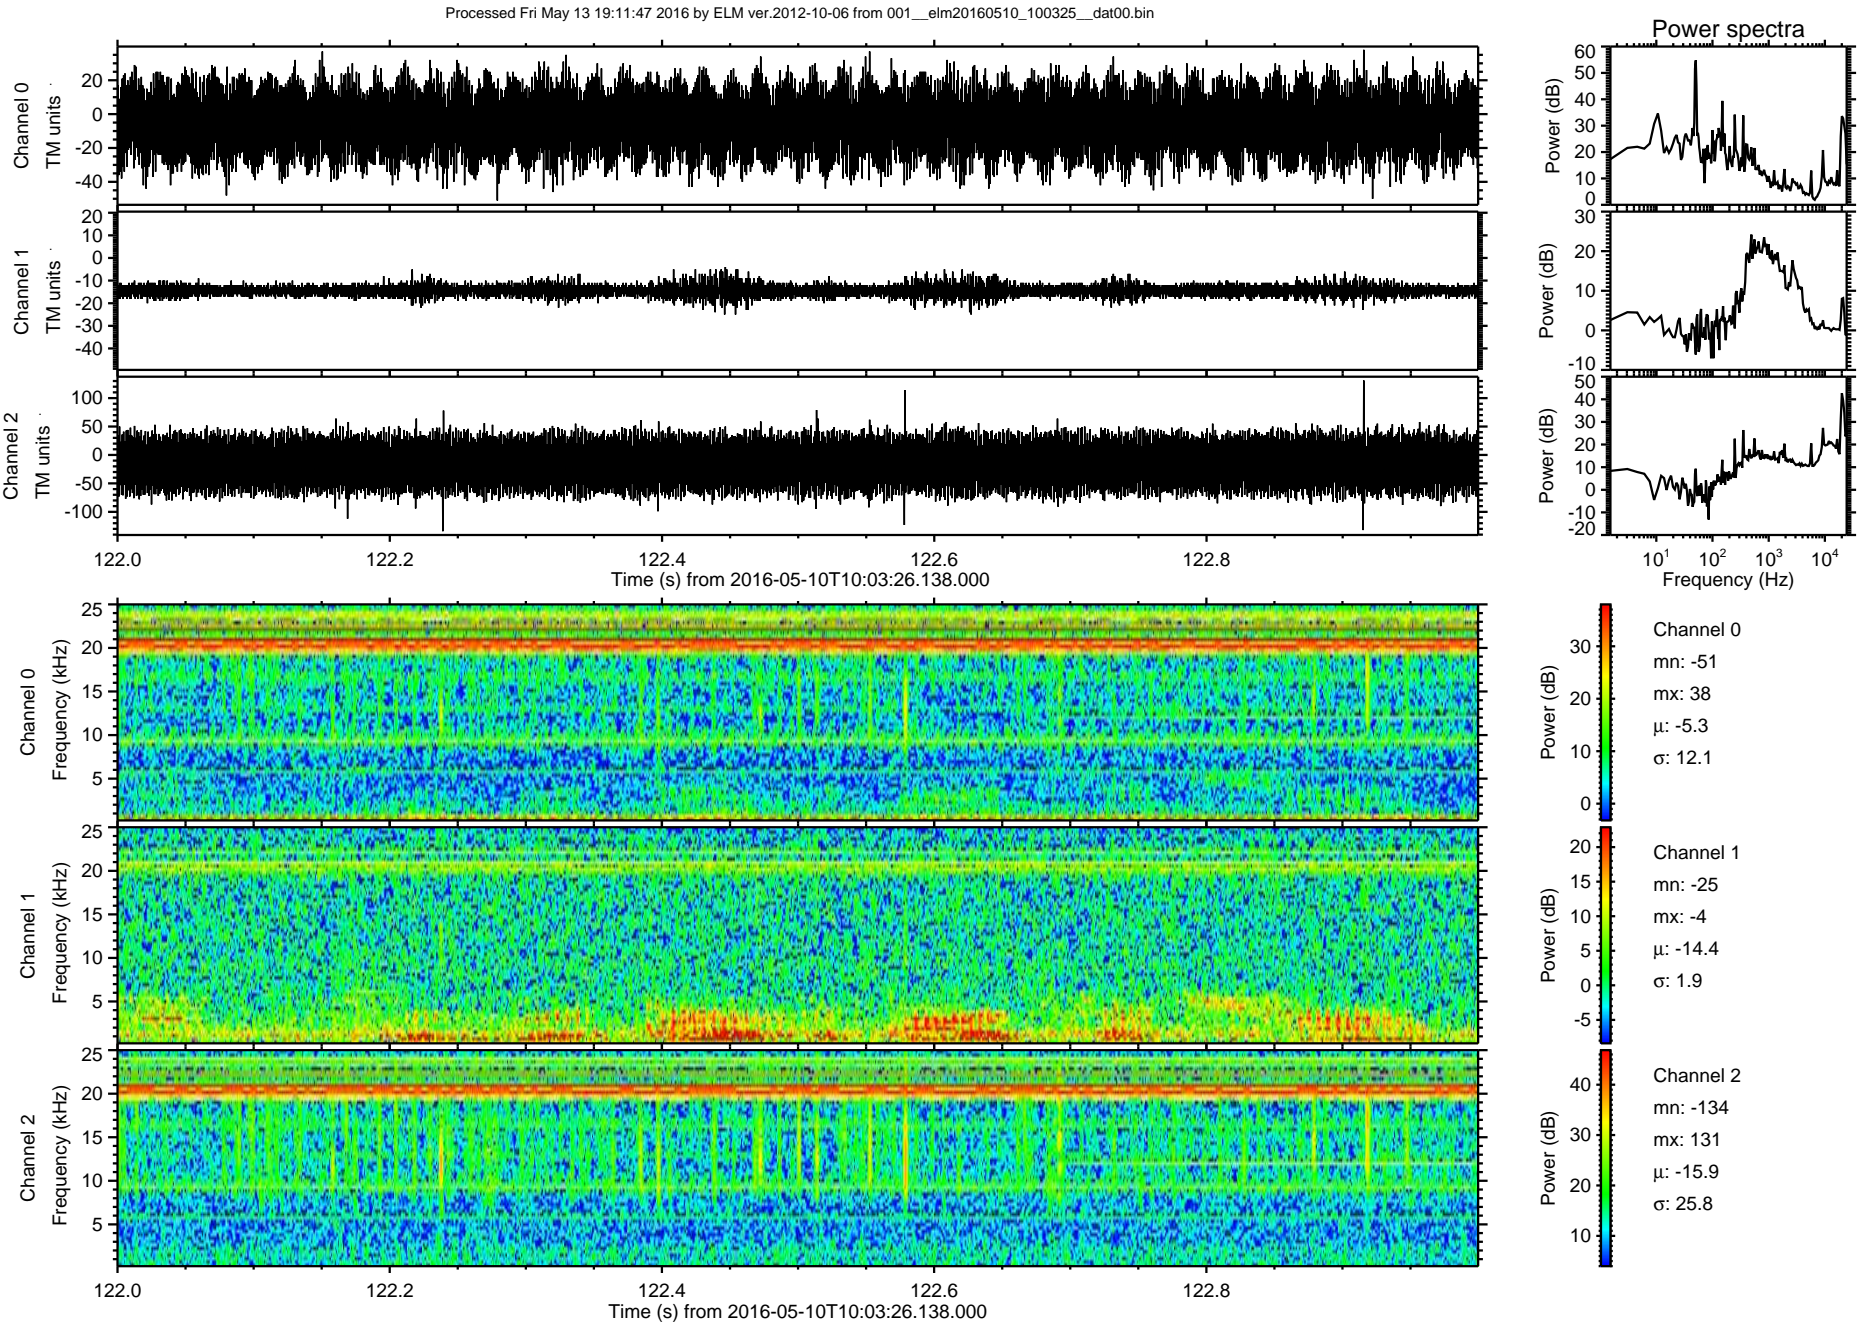 Processed Fri May 13 19:11:47 2016 by ELM ver.2012-10-06 from 001__elm20160510_100325__dat00.bin
Power spectra
Channel 0
TM units
20
0
-20
-40
Power (dB)
60
50
40
30
20
10
0
Channel 1
TM units
20
10
0
-10
-20
-30
-40
Power (dB)
30
20
10
0
-10
Channel 2
TM units
100
50
0
-50
-100
Power (dB)
50
40
30
20
10
0
-10
-20
122.0 122.2 122.4 122.6 122.8
Time (s) from 2016-05-10T10:03:26.138.000
10¹ 10² 10³ 10⁴
Frequency (Hz)
Channel 0
Frequency (kHz)
25
20
15
10
5
Power (dB)
30
20
10
0
Channel 0
mn: -51
mx: 38
μ: -5.3
σ: 12.1
Channel 1
Frequency (kHz)
25
20
15
10
5
Power (dB)
20
15
10
5
0
-5
Channel 1
mn: -25
mx: -4
μ: -14.4
σ: 1.9
Channel 2
Frequency (kHz)
25
20
15
10
5
Power (dB)
40
30
20
10
Channel 2
mn: -134
mx: 131
μ: -15.9
σ: 25.8
122.0 122.2 122.4 122.6 122.8
Time (s) from 2016-05-10T10:03:26.138.000